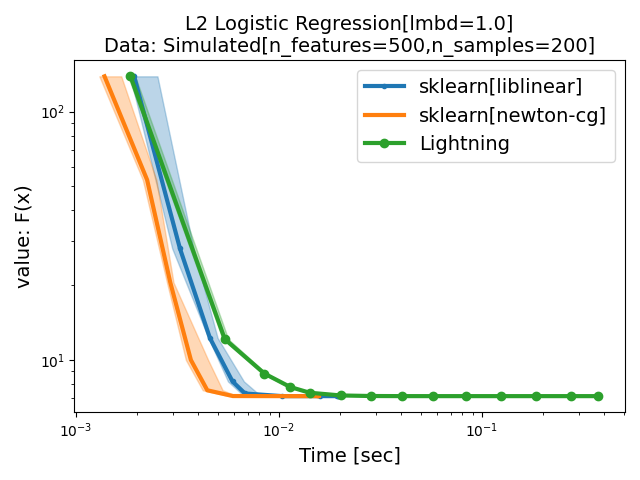 L2 Logistic Regression[lmbd=1.0]
Data: Simulated[n_features=500,n_samples=200]
sklearn[liblinear]
sklearn[newton-cg]
Lightning
value: F(x)
10²
10¹
10⁻³
10⁻²
10⁻¹
Time [sec]